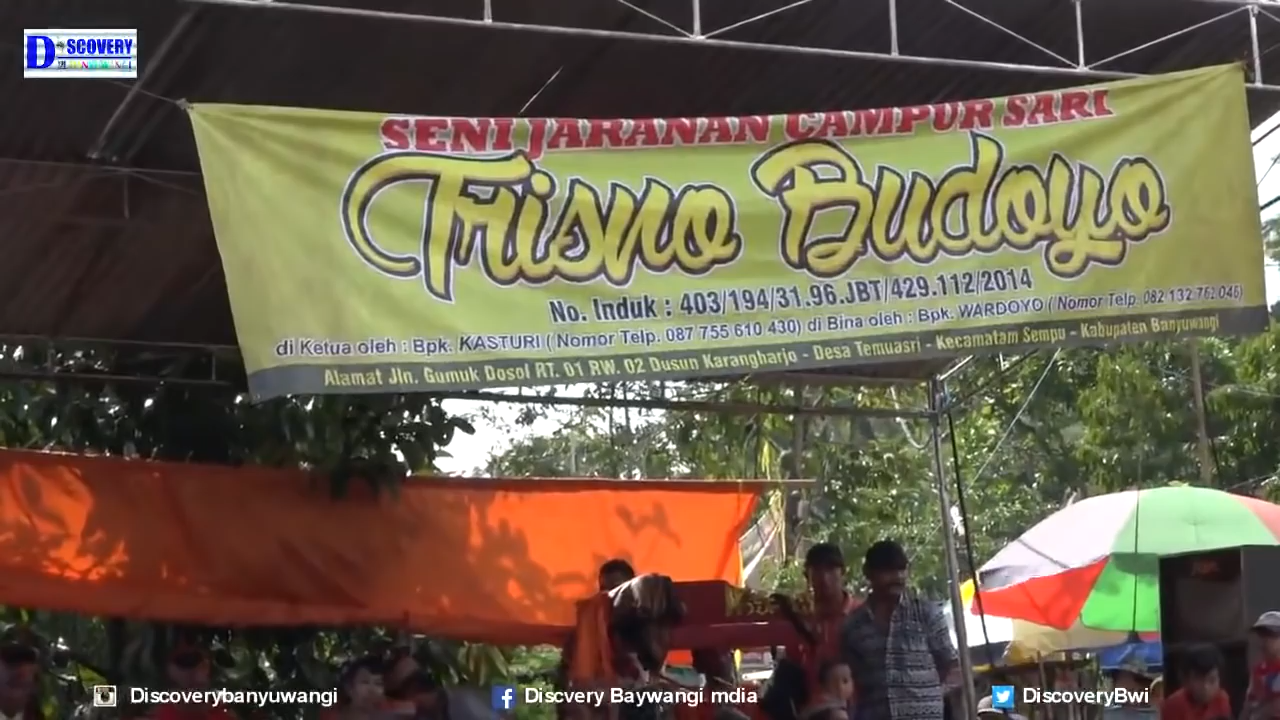 D SCOVERY
SENI JARANAN CAMPUR SARI
Trisno Budoyo
No. Induk : 403/194/31.96.JBT/429.112/2014
di Ketua oleh : Bpk. KASTURI ( Nomor Telp. 087 755 610 430) di Bina oleh : Bpk. WARDOYO ( Nomor Telp. 082 132 762 046)
Alamat Jln. Gumuk Dosol RT. 01 RW. 02 Dusun Karangharjo - Desa Temuasri - Kecamatam Sempu - Kabupaten Banyuwangi
Discoverybanyuwangi
Discvery Baywangi mdia
DiscoveryBwi